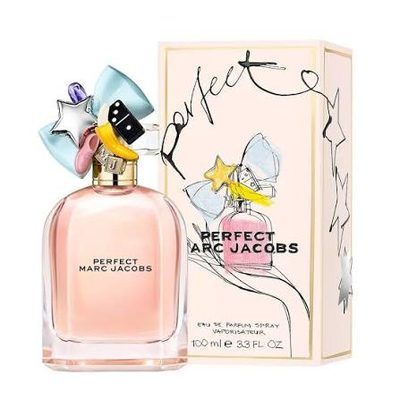 PERFECT
MARC JACOBS
perfect
PERFECT
MARC JACOBS
EAU DE PARFUM SPRAY
VAPORISATEUR
100 ml e 3.3 FL OZ